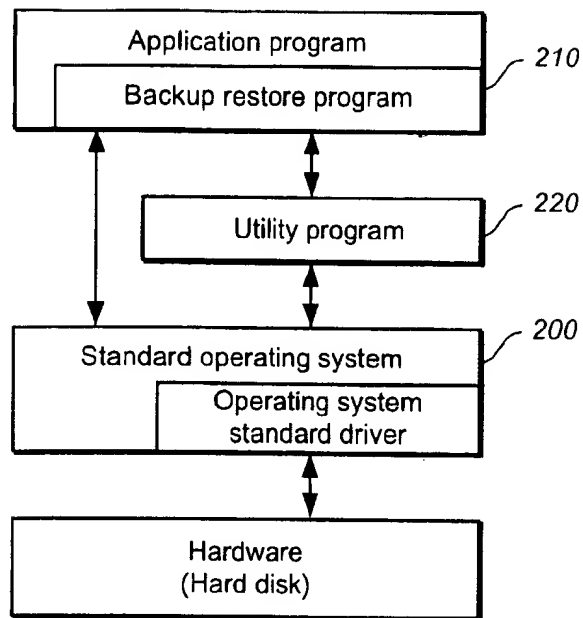 Application program
210
Backup restore program
220
Utility program
200
Standard operating system
Operating system
standard driver
Hardware
(Hard disk)